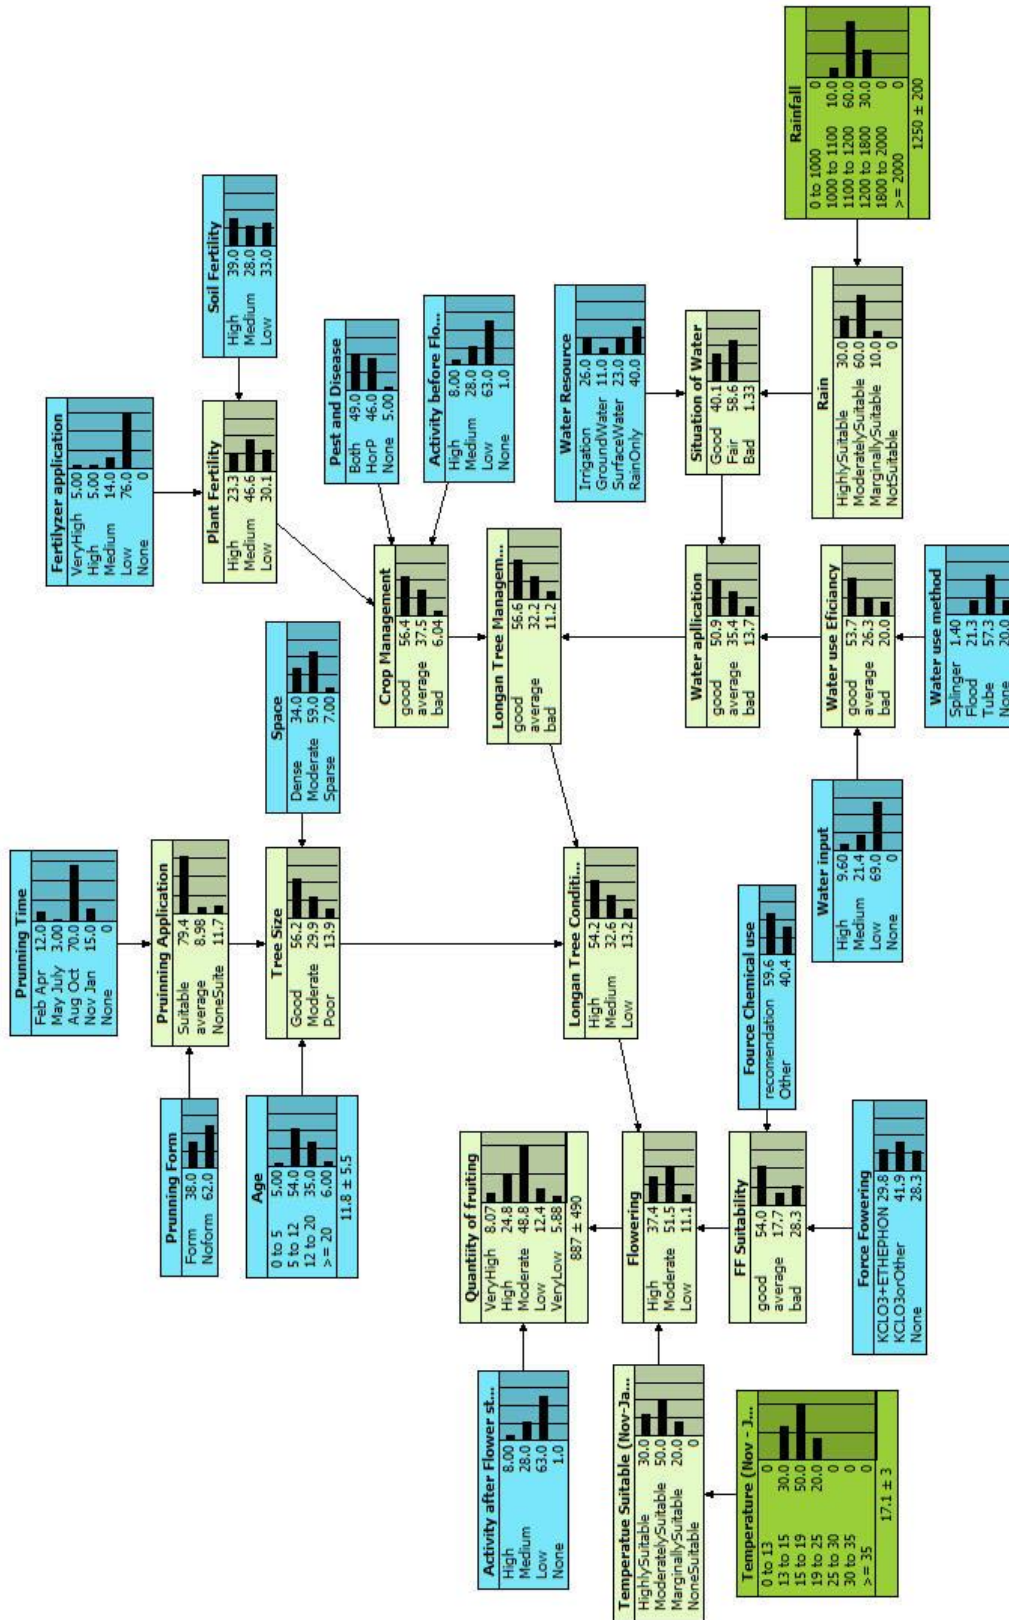 Prunning Time
Feb Apr 12.0
May July 3.00
Aug Oct 70.0
Nov Jan 15.0
None 0
Fertilyzer application
VeryHigh 5.00
High 5.00
Medium 14.0
Low 76.0
None 0
Prunning Form
Form 38.0
Noform 62.0
Pruinning Application
Suitable 79.4
average 8.98
NoneSuite 11.7
Plant Fertility
High 23.3
Medium 46.6
Low 30.1
Soil Fertility
High 39.0
Medium 28.0
Low 33.0
Age
0 to 5 5.00
5 to 12 54.0
12 to 20 35.0
>= 20 6.00
11.8 ± 5.5
Tree Size
Good 56.2
Moderate 29.9
Poor 13.9
Space
Dense 34.0
Moderate 59.0
Sparse 7.00
Pest and Disease
Both 49.0
HorP 46.0
None 5.00
Crop Management
good 56.4
average 37.5
bad 6.04
Activity before Flo...
High 8.00
Medium 28.0
Low 63.0
None 1.0
Activity after Flower st...
High 8.00
Medium 28.0
Low 63.0
None 1.0
Quantiity of fruiting
VeryHigh 8.07
High 24.8
Moderate 48.8
Low 12.4
VeryLow 5.88
887 ± 490
Longan Tree Managem...
good 56.6
average 32.2
bad 11.2
Longan Tree Conditi...
High 54.2
Medium 32.6
Low 13.2
Water Resource
Irrigation 26.0
GroundWater 11.0
SurfaceWater 23.0
RainOnly 40.0
Temperatue Suitable (Nov-Ja...
HighlySuitable 30.0
ModeratelySuitable 50.0
MarginallySuitable 20.0
NoneSuitable 0
Flowering
High 37.4
Moderate 51.5
Low 11.1
Water apllication
good 50.9
average 35.4
bad 13.7
Situation of Water
Good 40.1
Fair 58.6
Bad 1.33
Temperature (Nov - J...
0 to 13 0
13 to 15 30.0
15 to 19 50.0
19 to 25 20.0
25 to 30 0
30 to 35 0
>= 35 0
17.1 ± 3
FF Suitability
good 54.0
average 17.7
bad 28.3
Fource Chemical use
recomendation 59.6
Other 40.4
Rainfall
0 to 1000 0
1000 to 1100 10.0
1100 to 1200 60.0
1200 to 1800 30.0
1800 to 2000 0
>= 2000 0
1250 ± 200
Force Fowering
KCLO3+ETHEPHON 29.8
KCLO3orOther 41.9
None 28.3
Water input
High 9.60
Medium 21.4
Low 69.0
None 0
Water use Eficiancy
good 53.7
average 26.3
bad 20.0
Rain
HighlySuitable 30.0
ModeratelySuitable 60.0
MarginallySuitable 10.0
NotSuitable 0
Water use method
Splinger 1.40
Flood 21.3
Tube 57.3
None 20.0